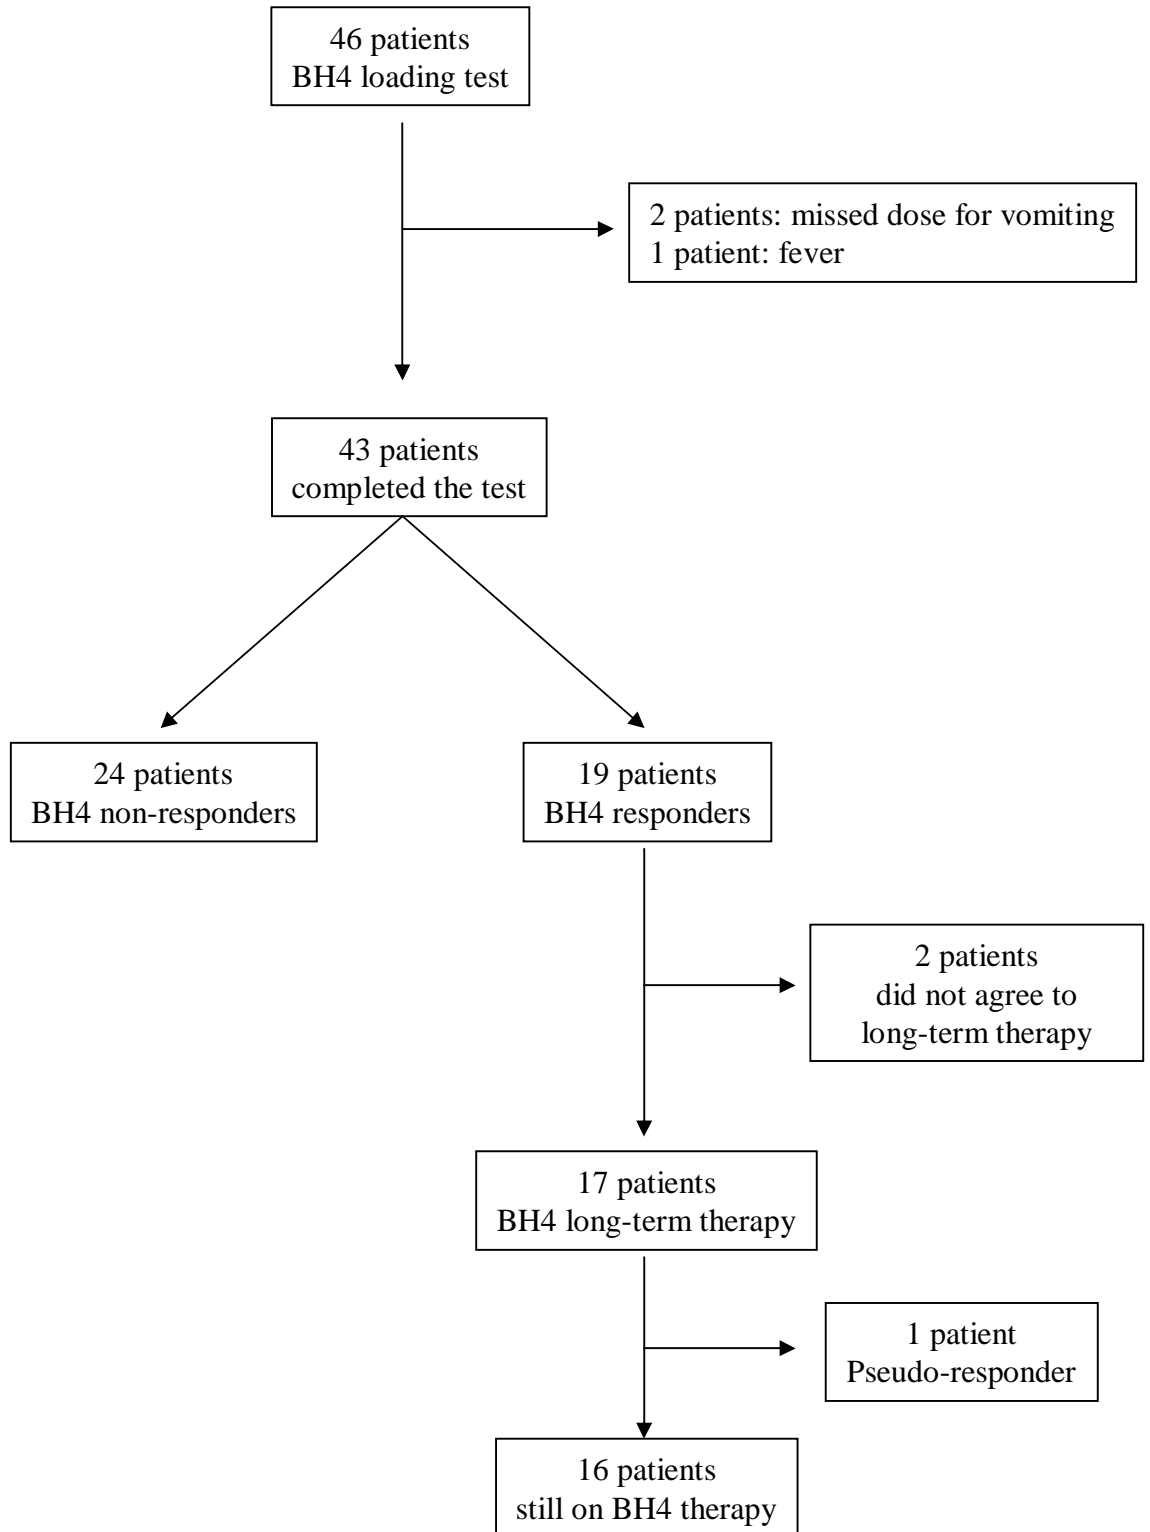 46 patients
BH4 loading test
2 patients: missed dose for vomiting
1 patient: fever
43 patients
completed the test
24 patients
BH4 non-responders
19 patients
BH4 responders
2 patients
did not agree to
long-term therapy
17 patients
BH4 long-term therapy
1 patient
Pseudo-responder
16 patients
still on BH4 therapy